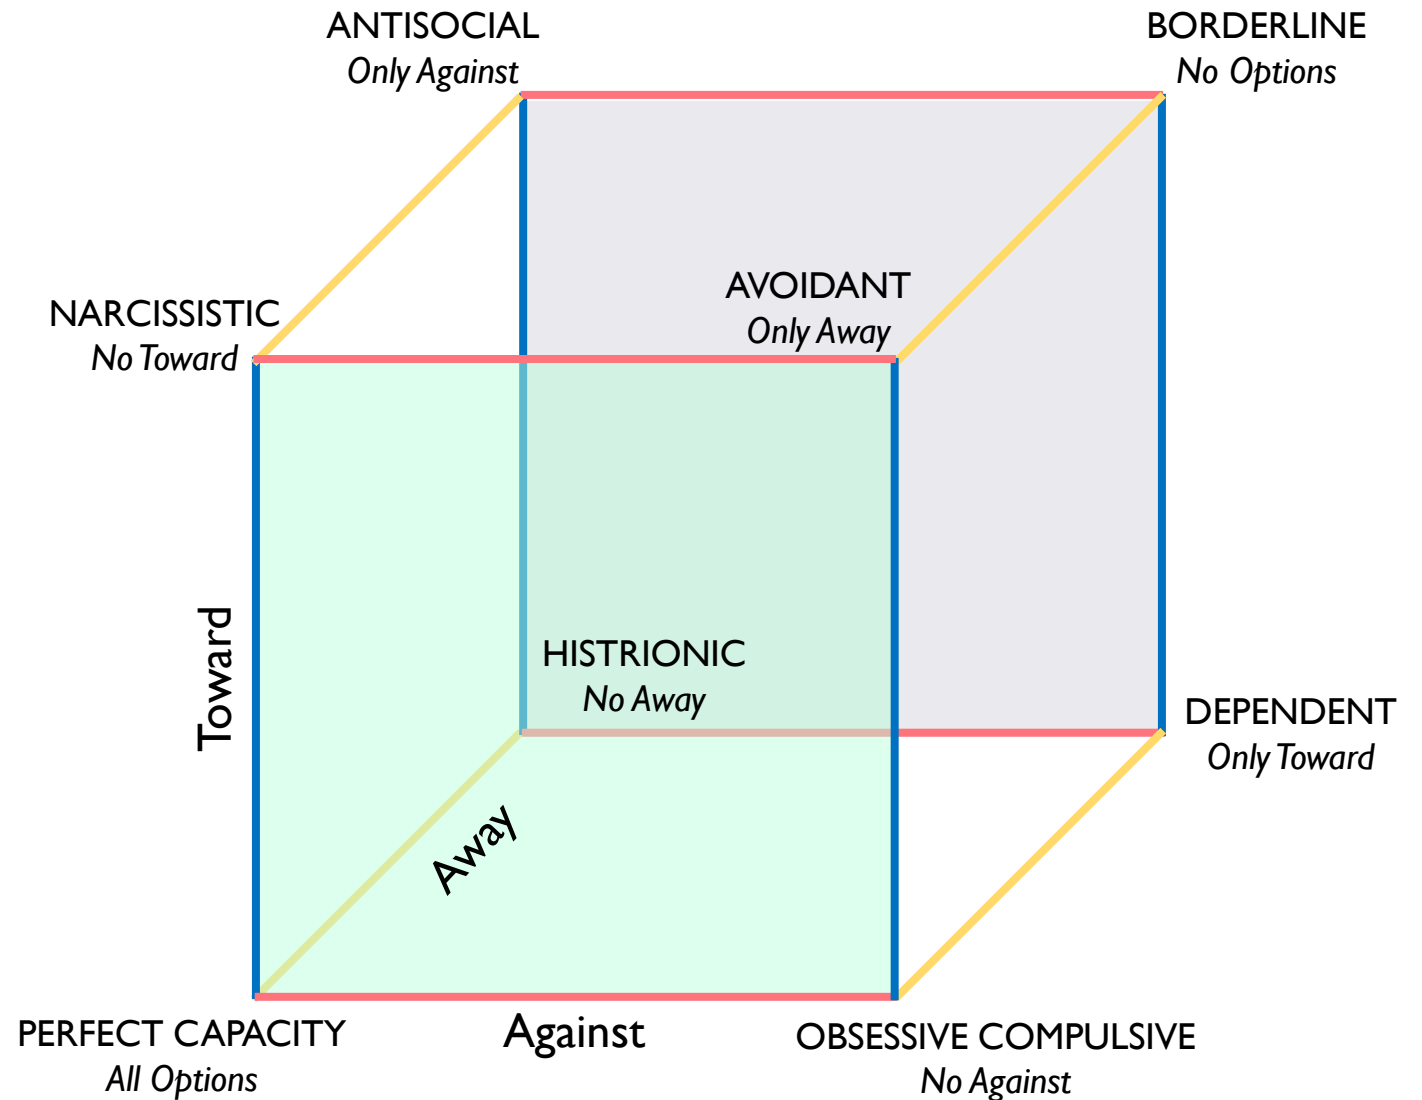 ANTISOCIAL
Only Against
BORDERLINE
No Options
AVOIDANT
Only Away
NARCISSISTIC
No Toward
Toward
HISTRIONIC
No Away
DEPENDENT
Only Toward
Away
PERFECT CAPACITY
All Options
Against
OBSESSIVE COMPULSIVE
No Against